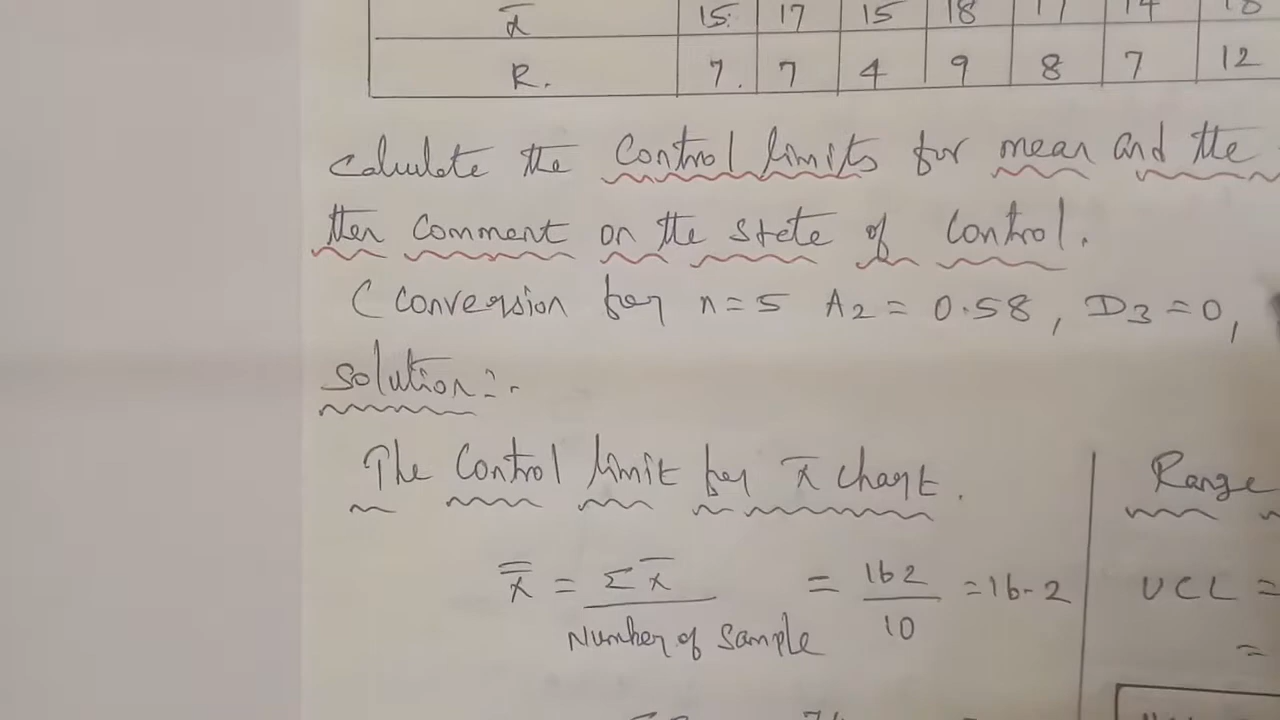 x̄ 15. 17 15 18 17 14 18
R. 7. 7 4 9 8 7 12
Calculate the Control limits for mean and the
then Comment on the state of Control.
(Conversion for n=5 A2 = 0.58, D3=0,
Solution:-
The Control limit for x̄ chart.
Range
x̿ = Σx̄ / Number of Sample = 162 / 10 = 16.2
UCL =
=